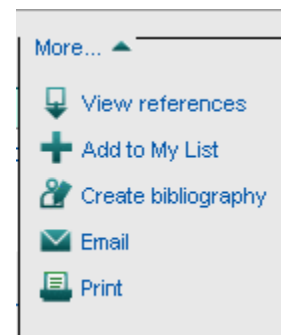 More...
View references
Add to My List
Create bibliography
Email
Print